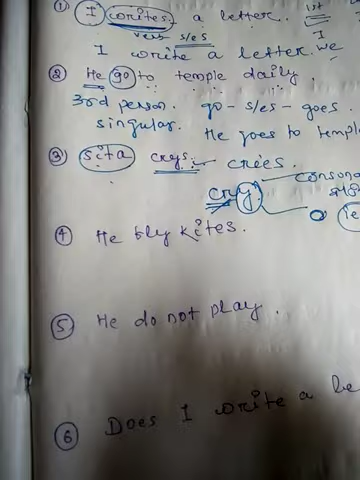 ① I writes a letter. 1st
verb s/es I
I write a letter. we
② He go to temple daily.
3rd person. go - s/es - goes.
singular. He goes to templ
③ sita crys - cries.
cry consona
④ He fly kites.
⑤ He do not play.
⑥ Does I write a le